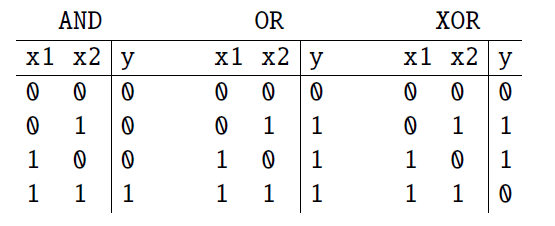 AND OR XOR
x1 x2 y x1 x2 y x1 x2 y
0 0 0 0 0 0 0 0 0
0 1 0 0 1 1 0 1 1
1 0 0 1 0 1 1 0 1
1 1 1 1 1 1 1 1 0